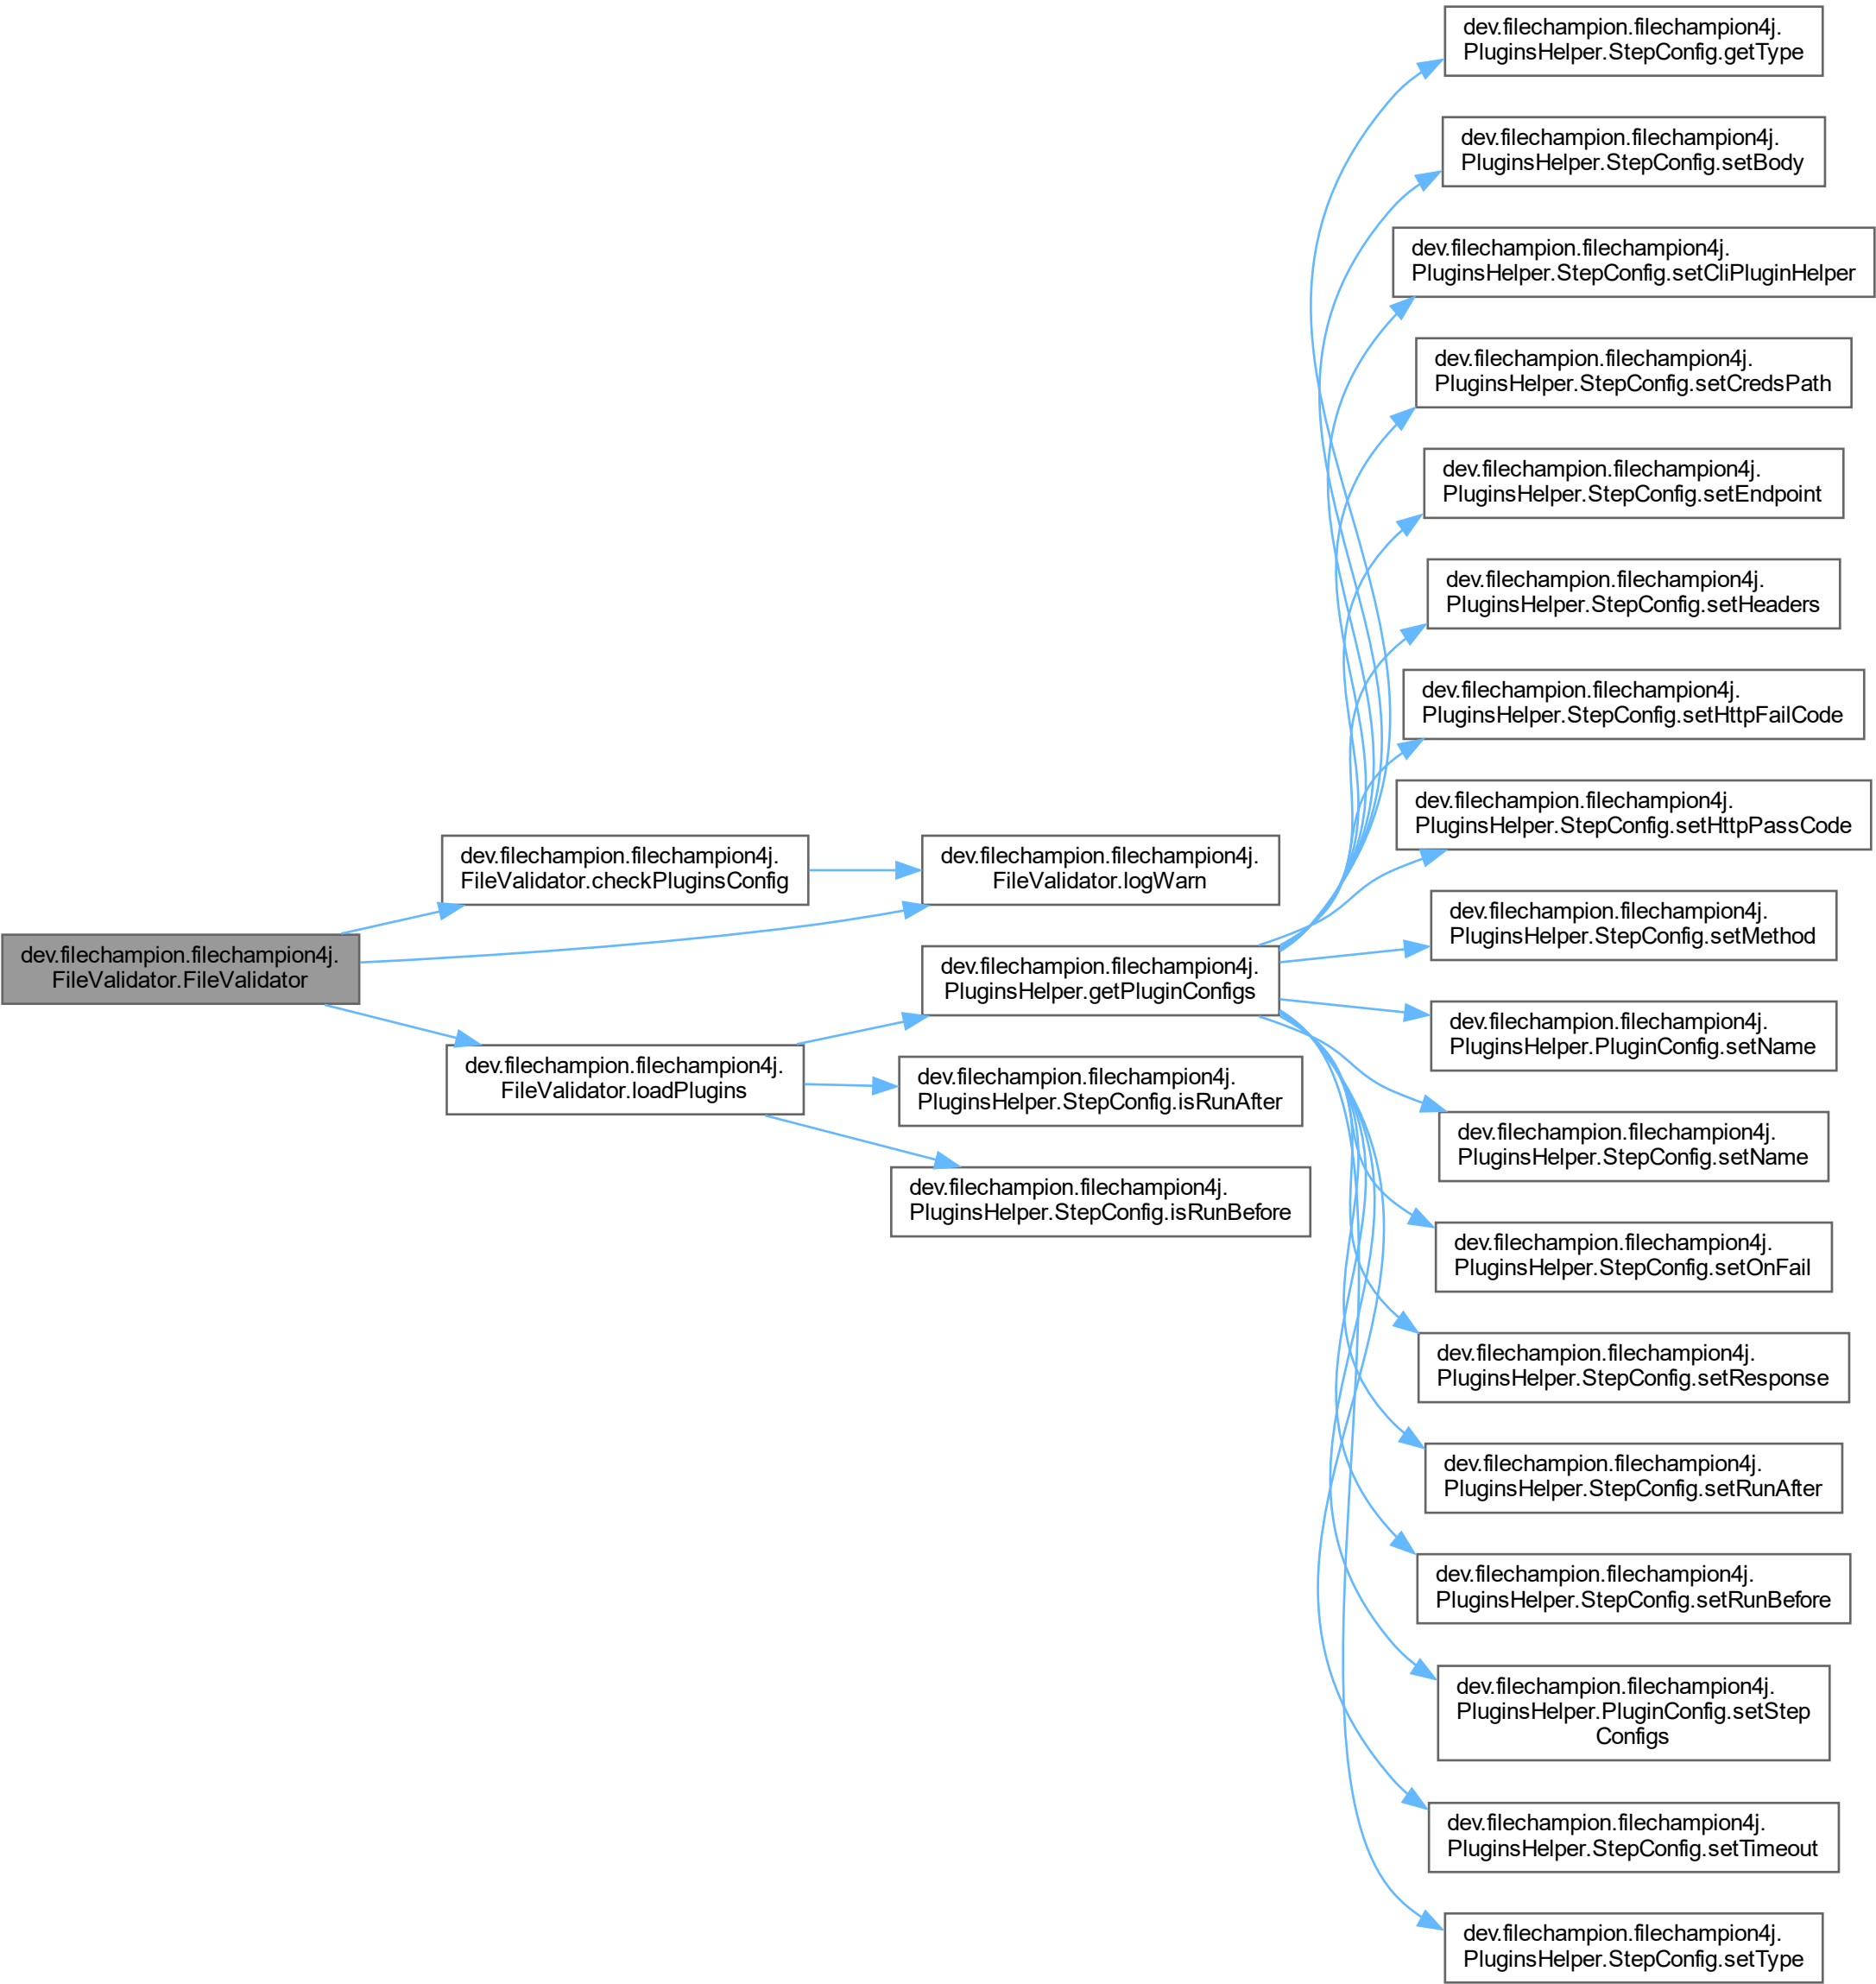 dev.filechampion.filechampion4j.
FileValidator.FileValidator
dev.filechampion.filechampion4j.
FileValidator.checkPluginsConfig
dev.filechampion.filechampion4j.
FileValidator.loadPlugins
dev.filechampion.filechampion4j.
FileValidator.logWarn
dev.filechampion.filechampion4j.
PluginsHelper.getPluginConfigs
dev.filechampion.filechampion4j.
PluginsHelper.StepConfig.isRunAfter
dev.filechampion.filechampion4j.
PluginsHelper.StepConfig.isRunBefore
dev.filechampion.filechampion4j.
PluginsHelper.StepConfig.getType
dev.filechampion.filechampion4j.
PluginsHelper.StepConfig.setBody
dev.filechampion.filechampion4j.
PluginsHelper.StepConfig.setCliPluginHelper
dev.filechampion.filechampion4j.
PluginsHelper.StepConfig.setCredsPath
dev.filechampion.filechampion4j.
PluginsHelper.StepConfig.setEndpoint
dev.filechampion.filechampion4j.
PluginsHelper.StepConfig.setHeaders
dev.filechampion.filechampion4j.
PluginsHelper.StepConfig.setHttpFailCode
dev.filechampion.filechampion4j.
PluginsHelper.StepConfig.setHttpPassCode
dev.filechampion.filechampion4j.
PluginsHelper.StepConfig.setMethod
dev.filechampion.filechampion4j.
PluginsHelper.PluginConfig.setName
dev.filechampion.filechampion4j.
PluginsHelper.StepConfig.setName
dev.filechampion.filechampion4j.
PluginsHelper.StepConfig.setOnFail
dev.filechampion.filechampion4j.
PluginsHelper.StepConfig.setResponse
dev.filechampion.filechampion4j.
PluginsHelper.StepConfig.setRunAfter
dev.filechampion.filechampion4j.
PluginsHelper.StepConfig.setRunBefore
dev.filechampion.filechampion4j.
PluginsHelper.PluginConfig.setStep
Configs
dev.filechampion.filechampion4j.
PluginsHelper.StepConfig.setTimeout
dev.filechampion.filechampion4j.
PluginsHelper.StepConfig.setType